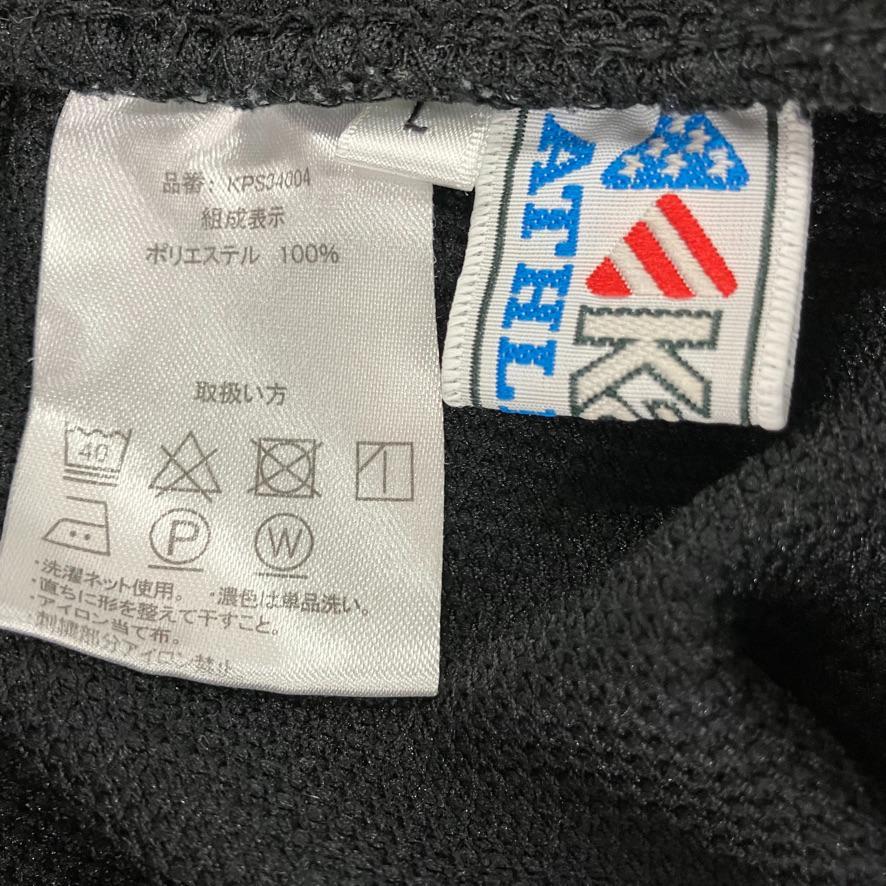 L
品番: KPS34004
組成表示
ポリエステル 100%
取扱い方
40
P
W
・洗濯ネット使用。 ・濃色は単品洗い。
・直ちに形を整えて干すこと。
・アイロン当て布。
・刺繍部分アイロン禁止
ATHL
K